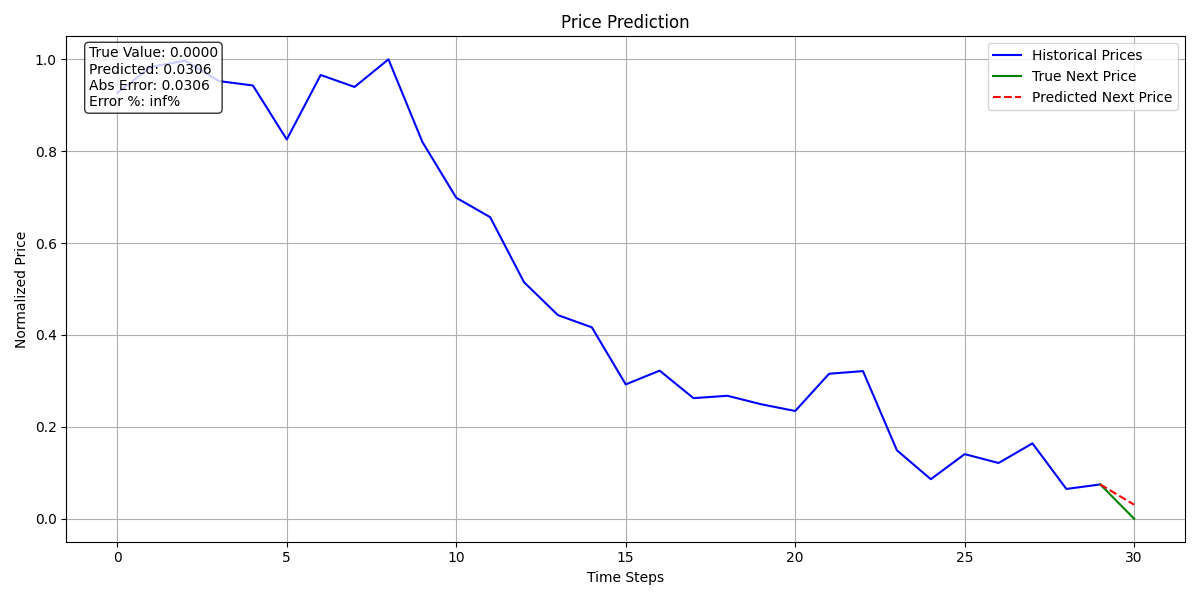 Price Prediction
True Value: 0.0000
Predicted: 0.0306
Abs Error: 0.0306
Error %: inf%
Historical Prices
True Next Price
Predicted Next Price
Normalized Price
1.0
0.8
0.6
0.4
0.2
0.0
0 5 10 15 20 25 30
Time Steps